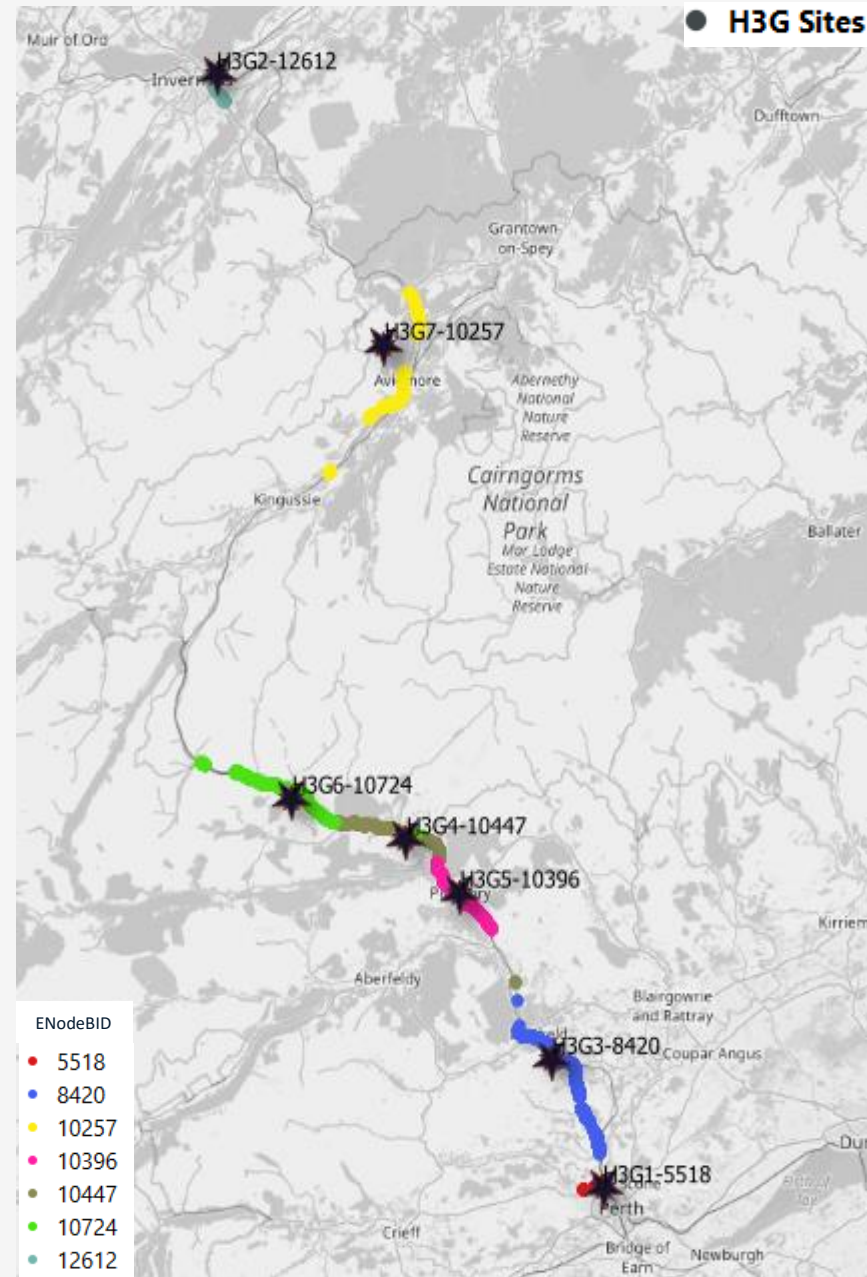 H3G Sites
Muir of Ord
H3G2-12612
Dufftown
Grantown-
on-Spey
H3G7-10257
Abernethy
National
Nature
Reserve
Cairngorms
National
Park
Kingussie
Mar Lodge
Estate National
Nature
Reserve
Ballater
H3G6-10724
H3G4-10447
H3G5-10396
Aberfeldy
Blairgowrie
and Rattray
H3G3-8420
Coupar Angus
H3G1-5518
Perth
Crieff
Bridge of
Earn
Newburgh
ENodeBID
5518
8420
10257
10396
10447
10724
12612